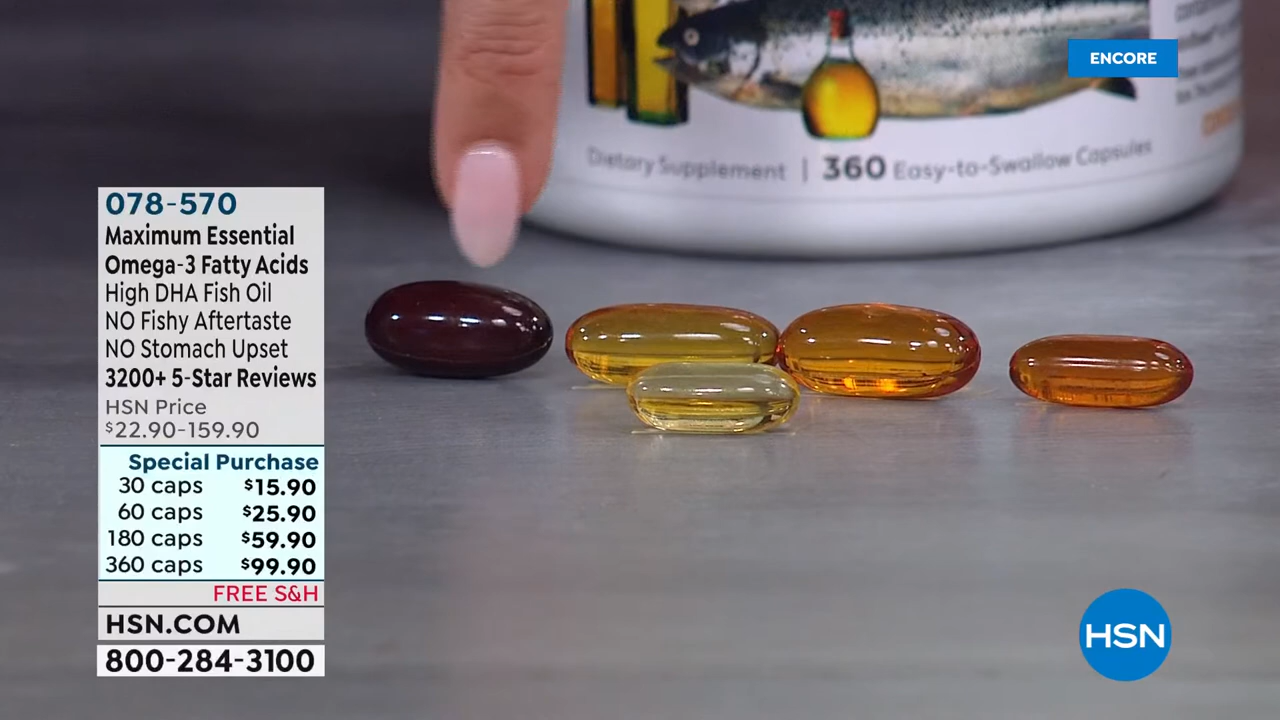 ENCORE
Dietary Supplement | 360 Easy-to-Swallow Capsules
078-570
Maximum Essential
Omega-3 Fatty Acids
High DHA Fish Oil
NO Fishy Aftertaste
NO Stomach Upset
3200+ 5-Star Reviews
HSN Price
$22.90-159.90
Special Purchase
30 caps $15.90
60 caps $25.90
180 caps $59.90
360 caps $99.90
FREE S&H
HSN.COM
800-284-3100
HSN